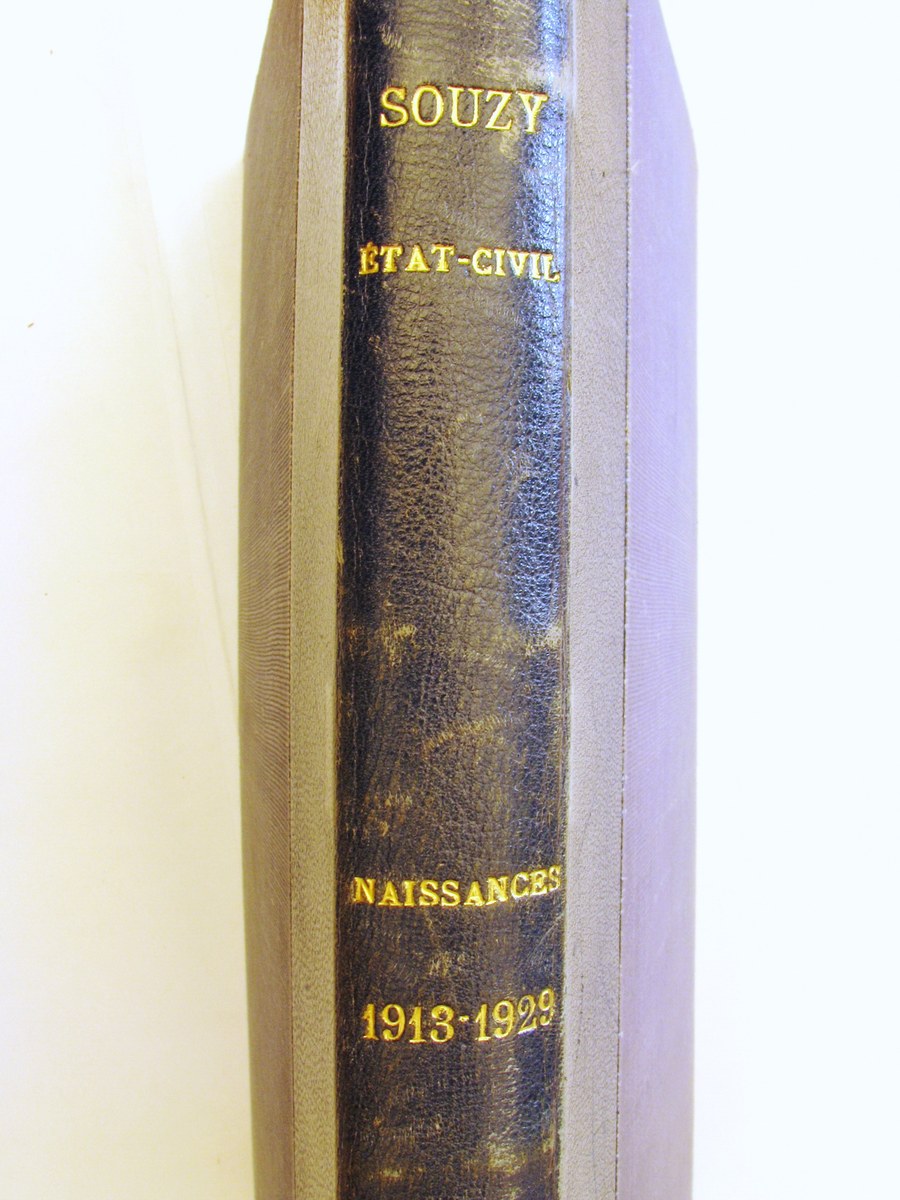 SOUZY
ÉTAT-CIVIL
NAISSANCES
1913-1929